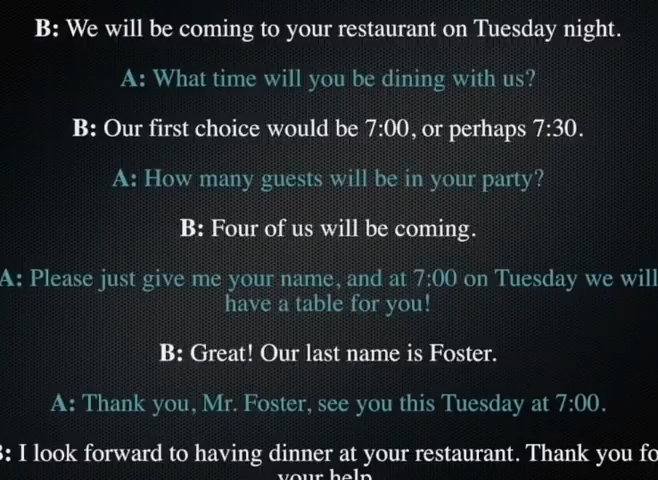 B: We will be coming to your restaurant on Tuesday night.
A: What time will you be dining with us?
B: Our first choice would be 7:00, or perhaps 7:30.
A: How many guests will be in your party?
B: Four of us will be coming.
A: Please just give me your name, and at 7:00 on Tuesday we will
have a table for you!
B: Great! Our last name is Foster.
A: Thank you, Mr. Foster, see you this Tuesday at 7:00.
B: I look forward to having dinner at your restaurant. Thank you fo
your help